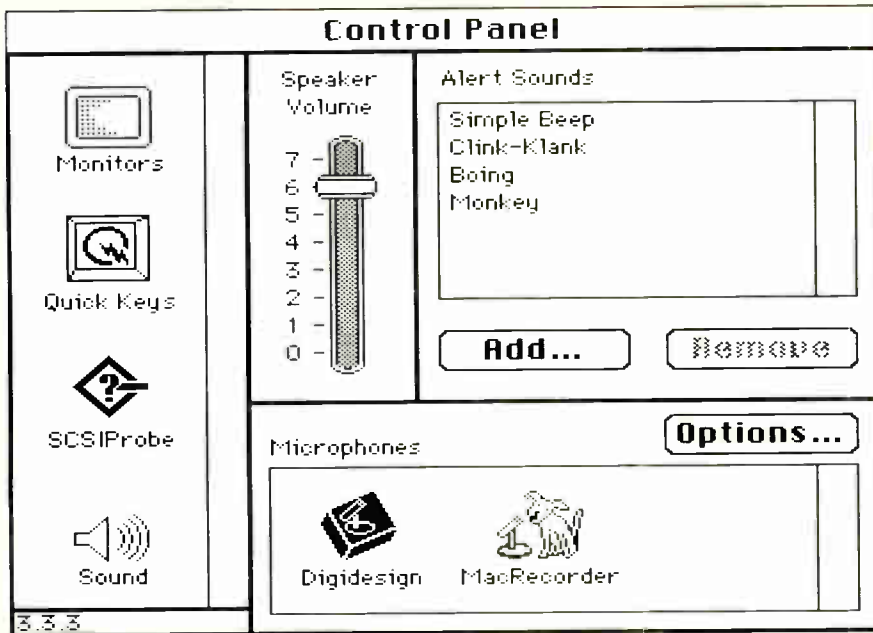 Control Panel
Monitors
Quick Keys
SCSIProbe
Sound
3.3.3
Speaker
Volume
7
6
5
4
3
2
1
0
Alert Sounds
Simple Beep
Clink-Klank
Boing
Monkey
Add...
Remove
Options...
Microphones
?
Digidesign
MacRecorder